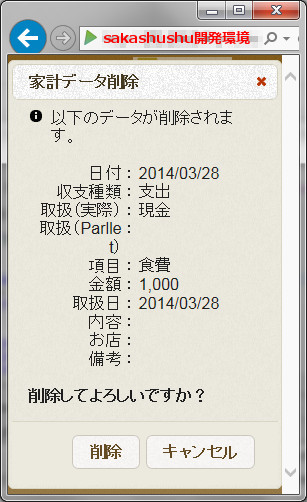 sakashushu開発環境
家計データ削除
以下のデータが削除されま
す。
日付： 2014/03/28
収支種類： 支出
取扱（実際）： 現金
取扱（Parlle：
t）
項目： 食費
金額： 1,000
取扱日： 2014/03/28
内容：
お店：
備考：
削除してよろしいですか？
削除 キャンセル